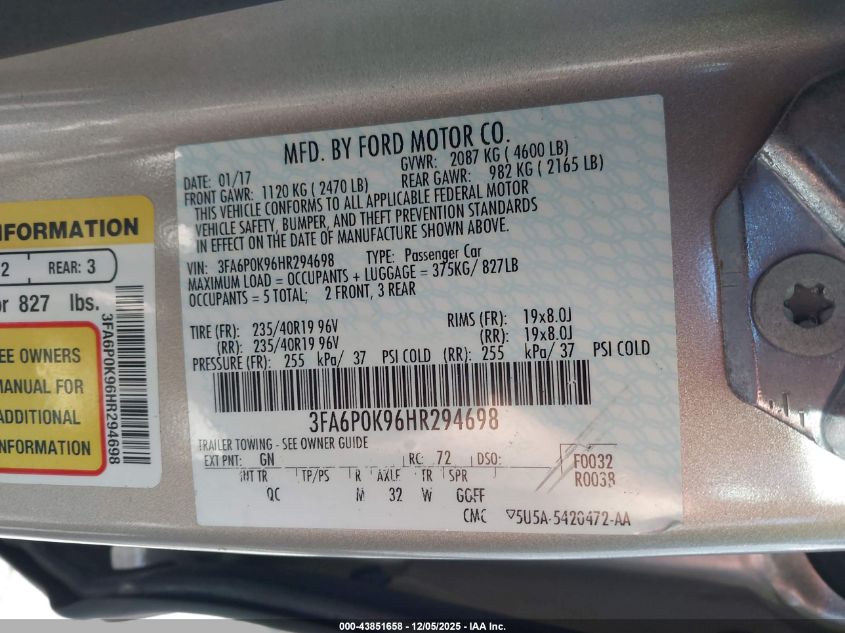 MFD. BY FORD MOTOR CO.
DATE: 01/17 GVWR: 2087 KG ( 4600 LB)
FRONT GAWR: 1120 KG ( 2470 LB) REAR GAWR: 982 KG ( 2165 LB)
THIS VEHICLE CONFORMS TO ALL APPLICABLE FEDERAL MOTOR
VEHICLE SAFETY, BUMPER, AND THEFT PREVENTION STANDARDS
IN EFFECT ON THE DATE OF MANUFACTURE SHOWN ABOVE.
VIN: 3FA6P0K96HR294698 TYPE: Passenger Car
MAXIMUM LOAD = OCCUPANTS + LUGGAGE = 375KG/ 827LB
OCCUPANTS = 5 TOTAL; 2 FRONT, 3 REAR
TIRE (FR): 235/40R19 96V RIMS (FR): 19x8.0J
(RR): 235/40R19 96V (RR): 19x8.0J
PRESSURE (FR): 255 kPa/ 37 PSI COLD (RR): 255 kPa/ 37 PSI COLD
3FA6P0K96HR294698
TRAILER TOWING - SEE OWNER GUIDE
EXT PNT: GN RC: 72 DSO: F0032
R0038
INT TR TP/PS R AXLE TR SPR
QC M 32 W GGFF
CMC ▽5U5A-5420472-AA
INFORMATION
2 REAR: 3
or 827 lbs.
SEE OWNERS
MANUAL FOR
ADDITIONAL
INFORMATION
3FA6P0K96HR294698
000-43851658 - 12/05/2025 - IAA Inc.